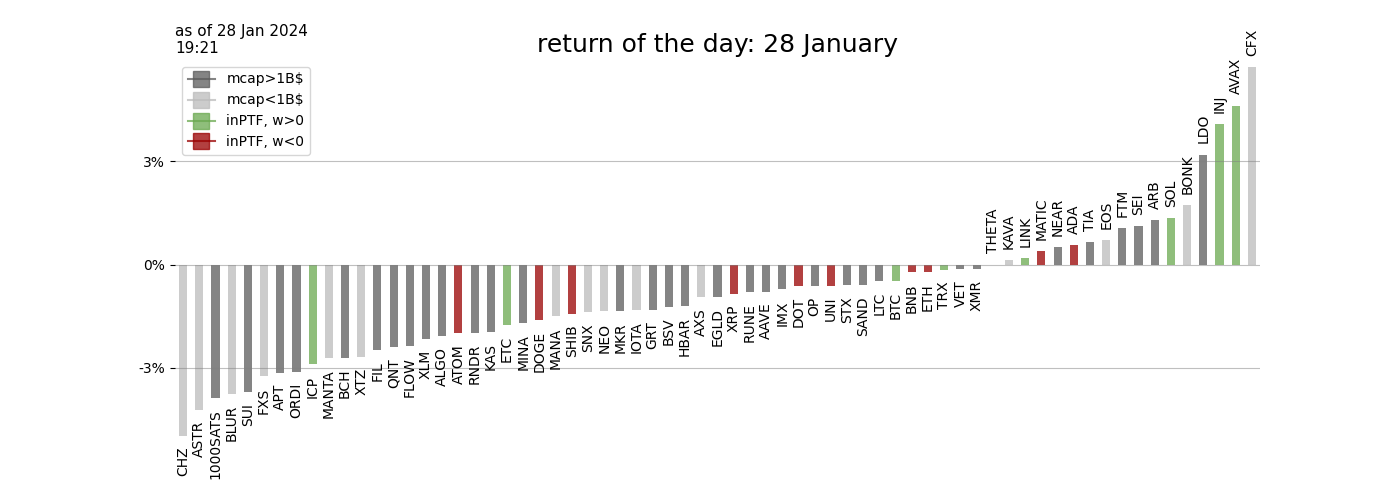 as of 28 Jan 2024
19:21
return of the day: 28 January
mcap>1B$
mcap<1B$
inPTF, w>0
inPTF, w<0
3%
0%
-3%
CHZ
ASTR
1000SATS
BLUR
SUI
FXS
APT
ORDI
ICP
MANTA
BCH
XTZ
FIL
QNT
FLOW
XLM
ALGO
ATOM
RNDR
KAS
ETC
MINA
DOGE
MANA
SHIB
SNX
NEO
MKR
IOTA
GRT
BSV
HBAR
AXS
EGLD
XRP
RUNE
AAVE
IMX
DOT
OP
UNI
STX
SAND
LTC
BTC
BNB
ETH
TRX
VET
XMR
THETA
KAVA
LINK
MATIC
NEAR
ADA
TIA
EOS
FTM
SEI
ARB
SOL
BONK
LDO
INJ
AVAX
CFX